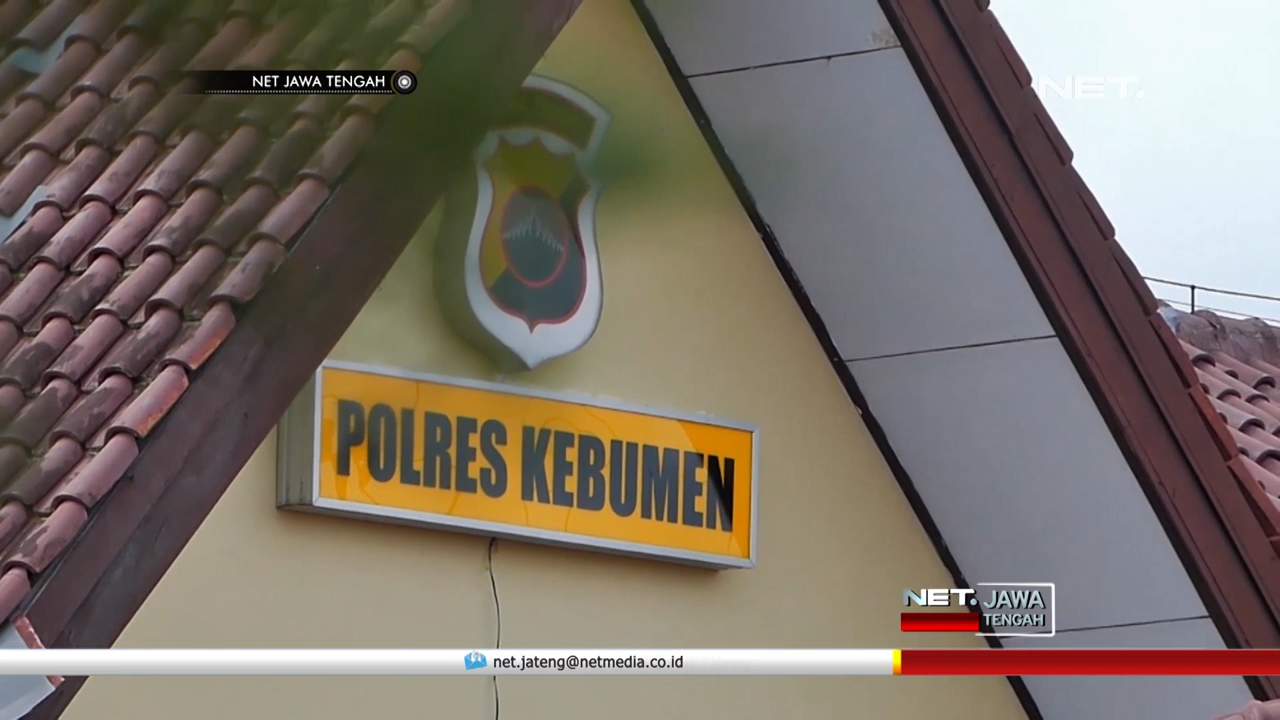 NET JAWA TENGAH
NET.
POLRES KEBUMEN
NET. JAWA
TENGAH
net.jateng@netmedia.co.id